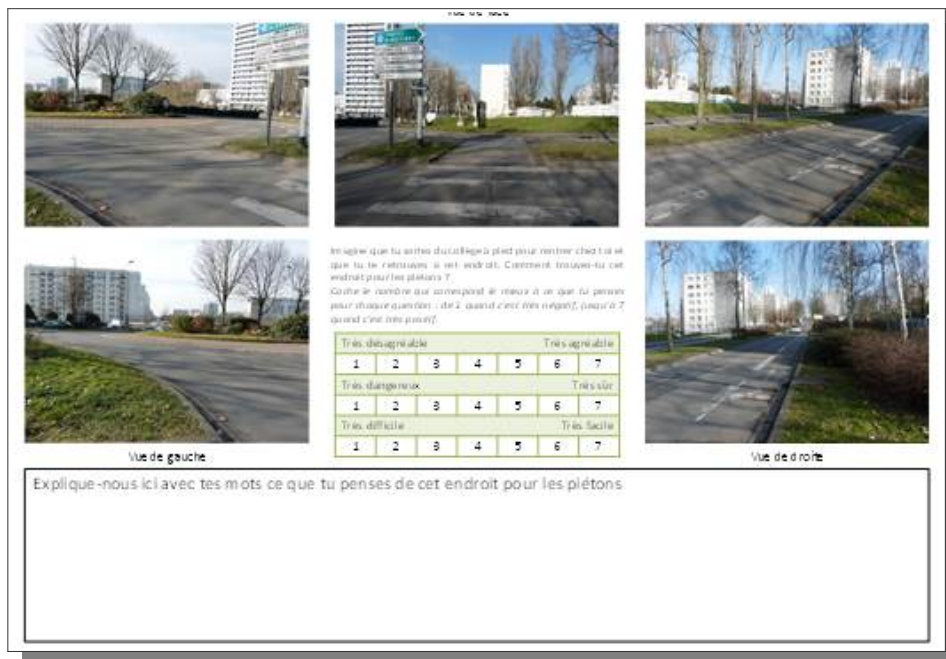 Vue de face
Imagine que tu sortes du collège à pied pour rentrer chez toi et
que tu te retrouves à cet endroit. Comment trouves-tu cet
endroit pour les piétons ?
Coche le nombre qui correspond le mieux à ce que tu penses
pour chaque question : de 1 quand c'est très négatif, jusqu'à 7
quand c'est très positif.
Très désagréable Très agréable
1 2 3 4 5 6 7
Très dangereux Très sûr
1 2 3 4 5 6 7
Très difficile Très facile
1 2 3 4 5 6 7
Vue de gauche
Vue de droite
Explique-nous ici avec tes mots ce que tu penses de cet endroit pour les piétons